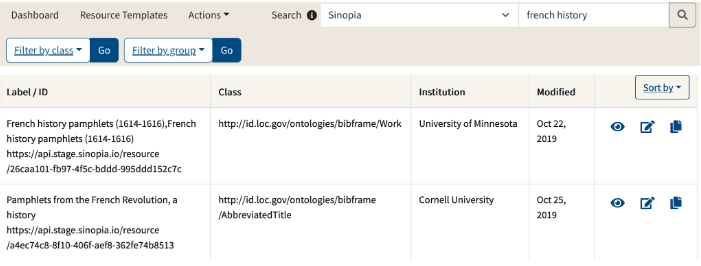 Dashboard Resource Templates Actions Search Sinopia french history
Filter by class Go Filter by group Go
Label / ID Class Institution Modified Sort by
French history pamphlets (1614-1616),French http://id.loc.gov/ontologies/bibframe/Work University of Minnesota Oct 22,
history pamphlets (1614-1616) 2019
https://api.stage.sinopia.io/resource
/26caa101-fb97-4f5c-bddd-995ddd152c7c
Pamphlets from the French Revolution, a http://id.loc.gov/ontologies/bibframe Cornell University Oct 25,
history /AbbreviatedTitle 2019
https://api.stage.sinopia.io/resource
/a4ec74c8-8f10-406f-aef8-362fe74b8513